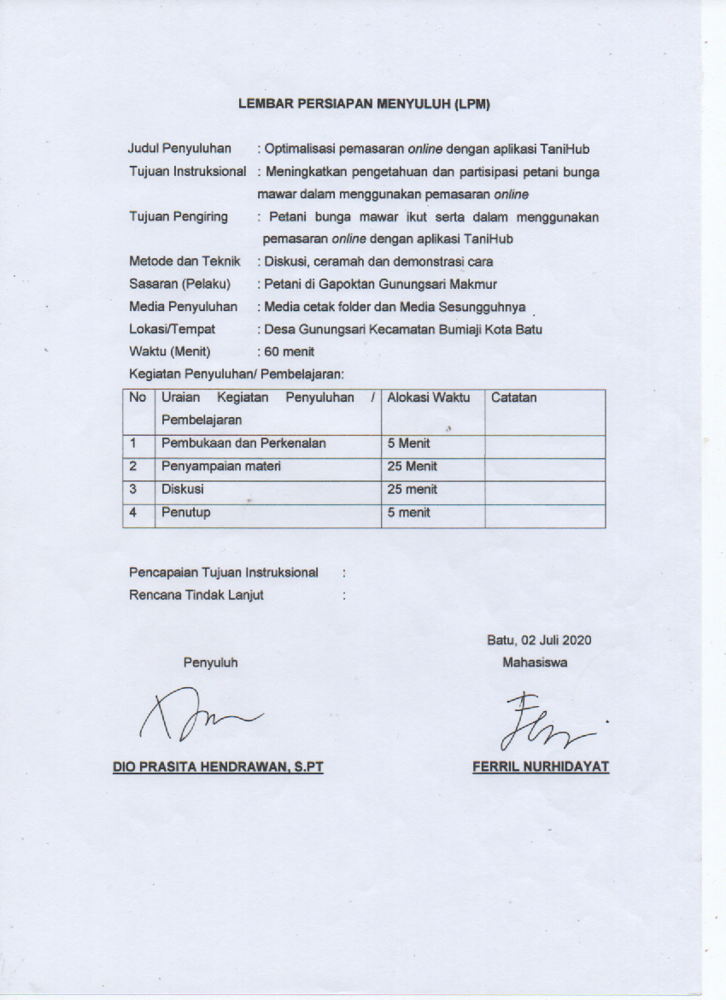 LEMBAR PERSIAPAN MENYULUH (LPM)
Judul Penyuluhan : Optimalisasi pemasaran online dengan aplikasi TaniHub
Tujuan Instruksional : Meningkatkan pengetahuan dan partisipasi petani bunga
mawar dalam menggunakan pemasaran online
Tujuan Pengiring : Petani bunga mawar ikut serta dalam menggunakan
pemasaran online dengan aplikasi TaniHub
Metode dan Teknik : Diskusi, ceramah dan demonstrasi cara
Sasaran (Pelaku) : Petani di Gapoktan Gunungsari Makmur
Media Penyuluhan : Media cetak folder dan Media Sesungguhnya
Lokasi/Tempat : Desa Gunungsari Kecamatan Bumiaji Kota Batu
Waktu (Menit) : 60 menit
Kegiatan Penyuluhan/ Pembelajaran:
No Uraian Kegiatan Penyuluhan / Alokasi Waktu Catatan
Pembelajaran
1 Pembukaan dan Perkenalan 5 Menit
2 Penyampaian materi 25 Menit
3 Diskusi 25 menit
4 Penutup 5 menit
Pencapaian Tujuan Instruksional :
Rencana Tindak Lanjut :
Batu, 02 Juli 2020
Penyuluh Mahasiswa
DIO PRASITA HENDRAWAN, S.PT FERRIL NURHIDAYAT